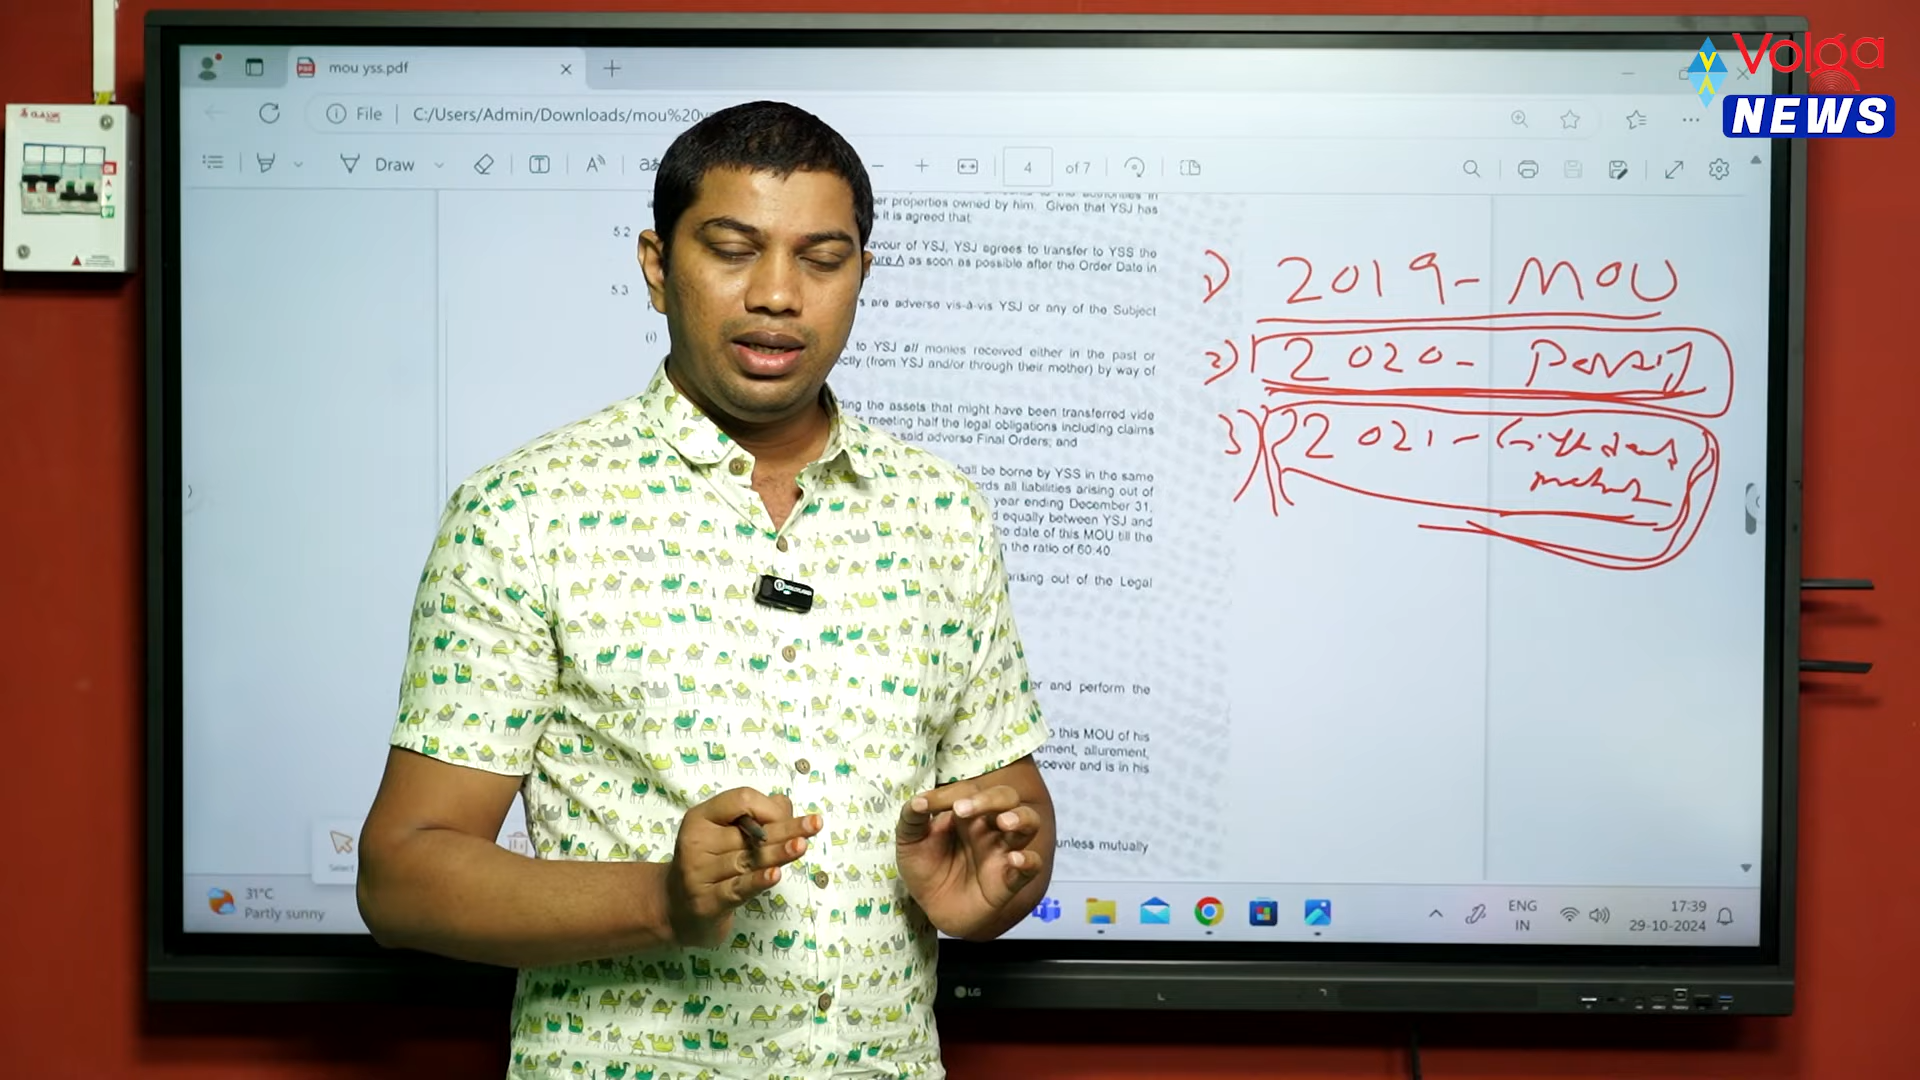 Volga
NEWS
mou yss.pdf
File
C:/Users/Admin/Downloads/mou%20
Draw
4
of 7
er properties owned by him. Given that YSJ has
it is agreed that
5.2
avour of YSJ, YSJ agrees to transfer to YSS the
ure A as soon as possible after the Order Date in
5.3
s are adverse vis-à-vis YSJ or any of the Subject
(i)
to YSJ all monies received either in the past or
ctly (from YSJ and/or through their mother) by way of
ding the assets that might have been transferred vide
meeting half the legal obligations including claims
said adverse Final Orders; and
hall be borne by YSS in the same
rds all liabilities arising out of
year ending December 31,
d equally between YSJ and
he date of this MOU till the
n the ratio of 60:40.
arising out of the Legal
er and perform the
o this MOU of his
ement, allurement,
soever and is in his
unless mutually
1) 2019 - MOU
2) 2020 -
3) 2021 -
Select
31°C
Partly sunny
ENG
IN
17:39
29-10-2024
LG